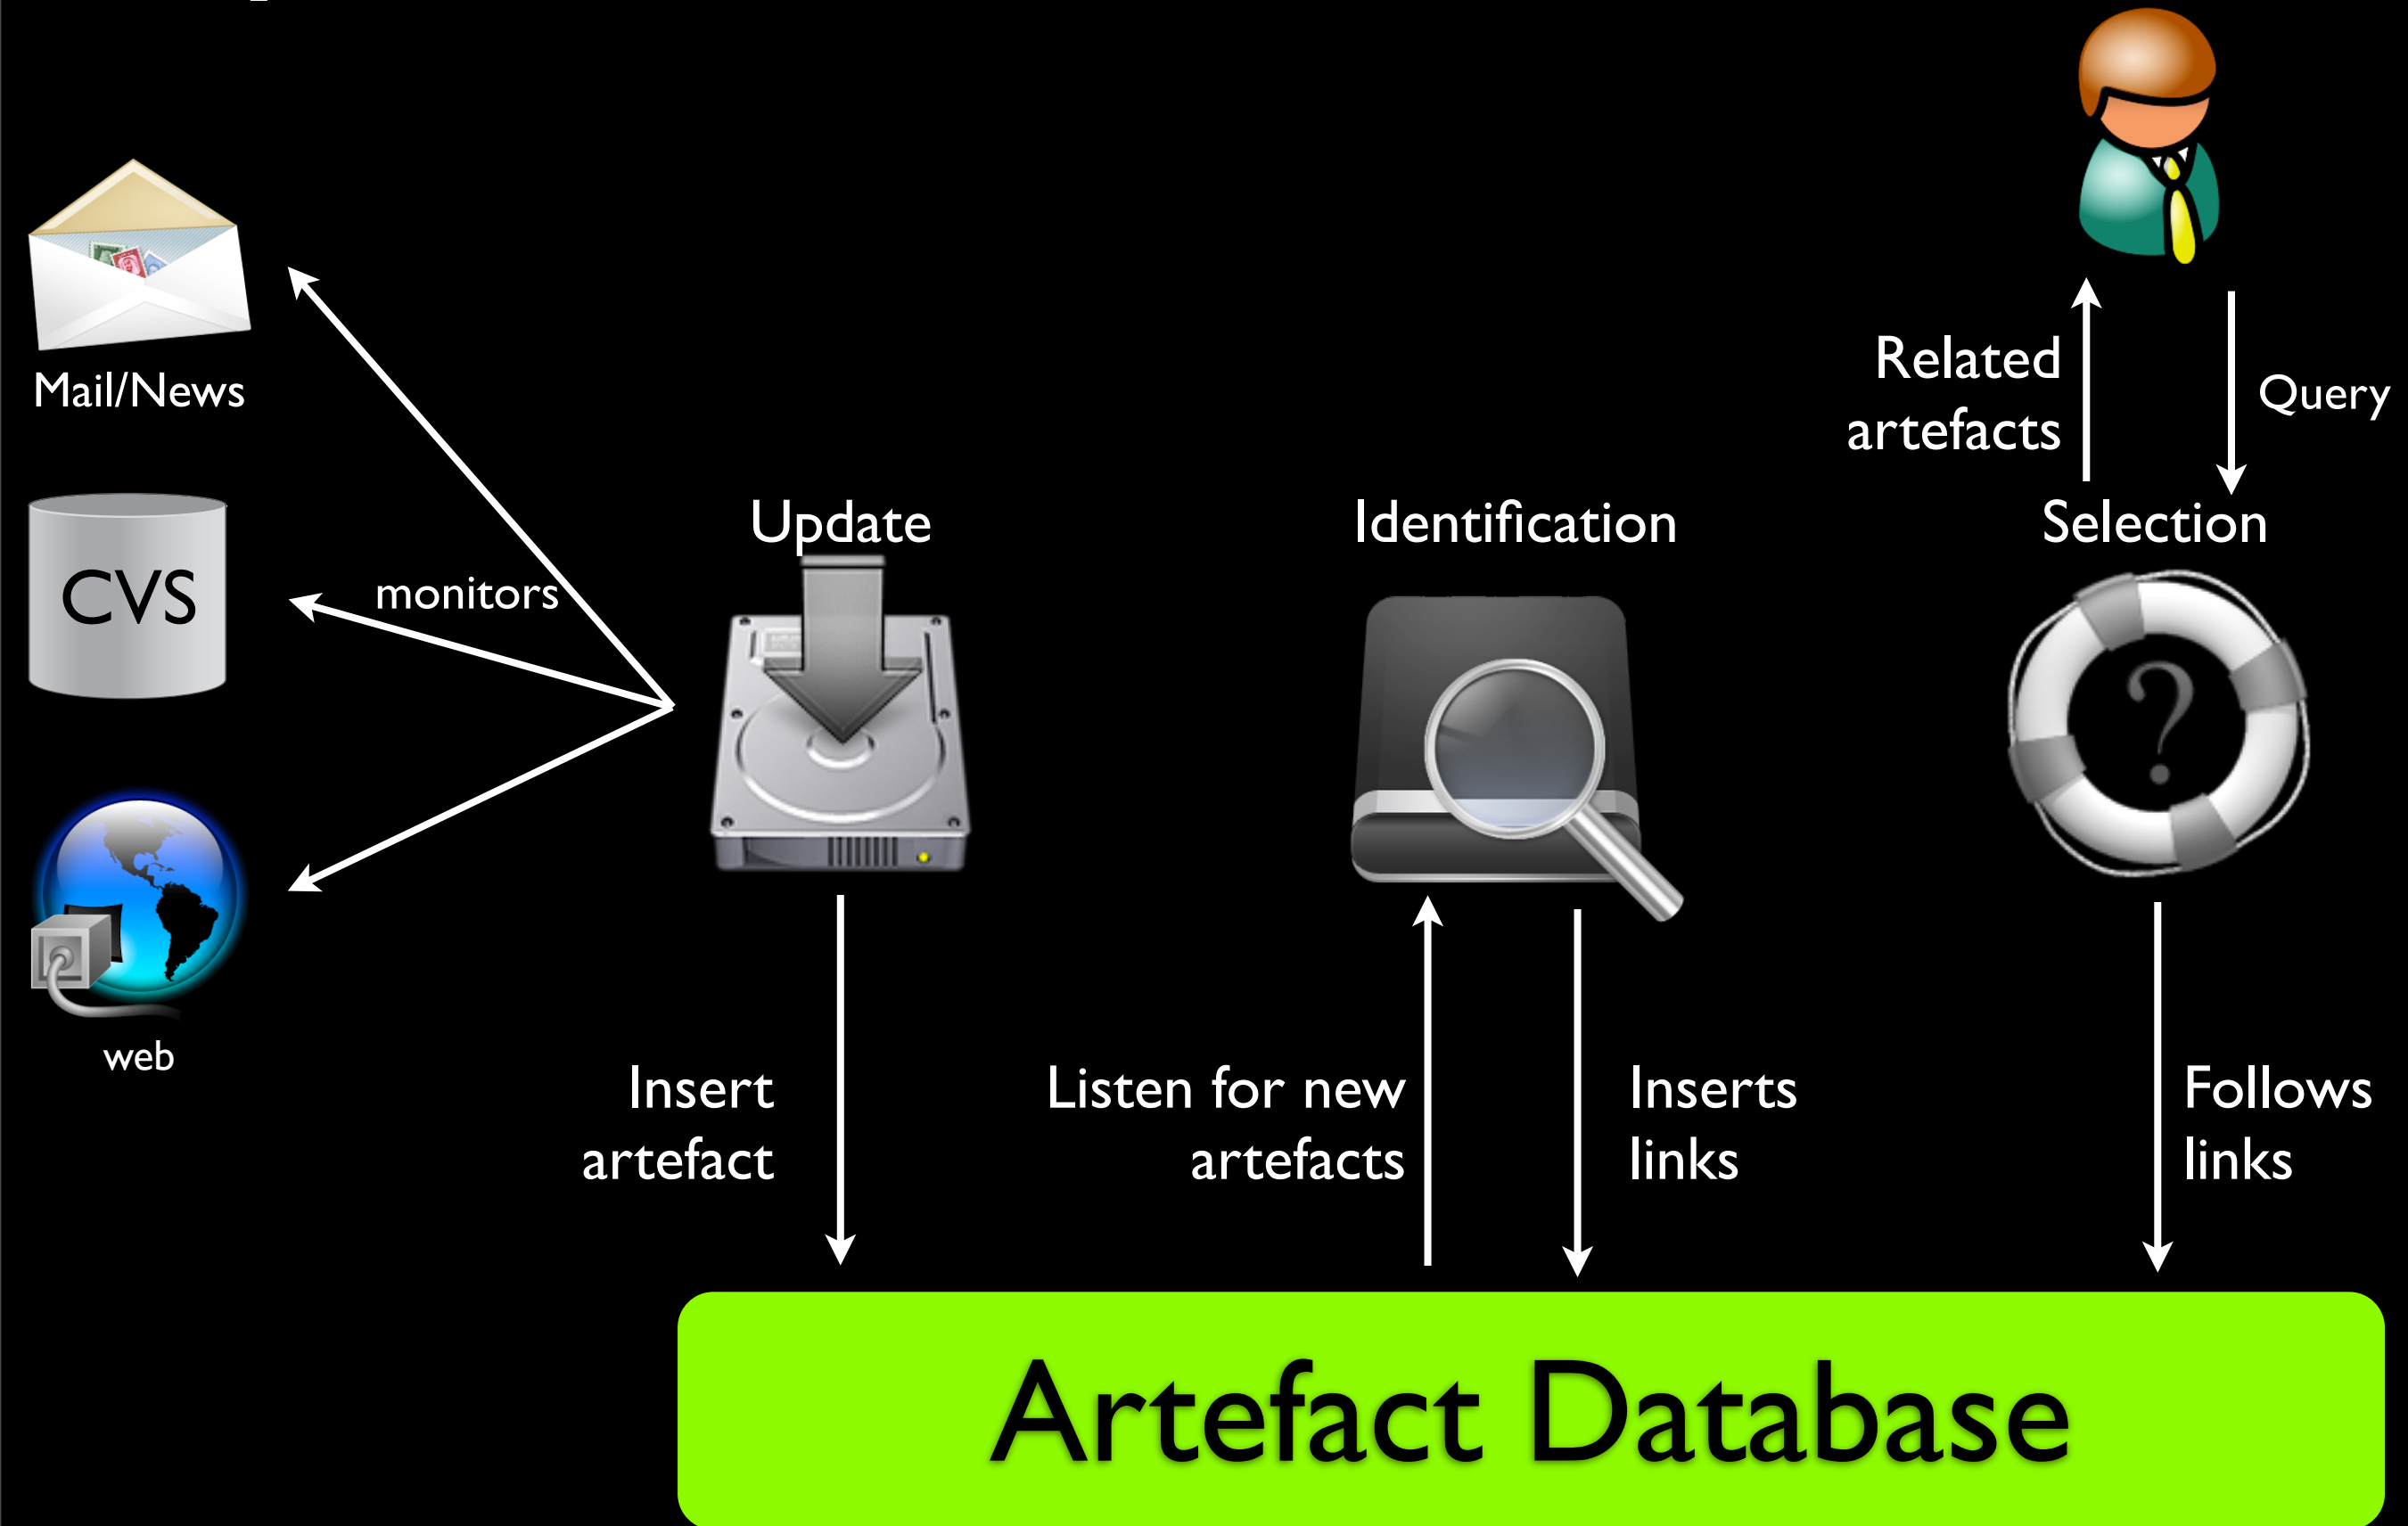 Mail/News
CVS
web
monitors
Update
Insert
artefact
Identification
Listen for new
artefacts
Inserts
links
Related
artefacts
Query
Selection
Follows
links
Artefact Database